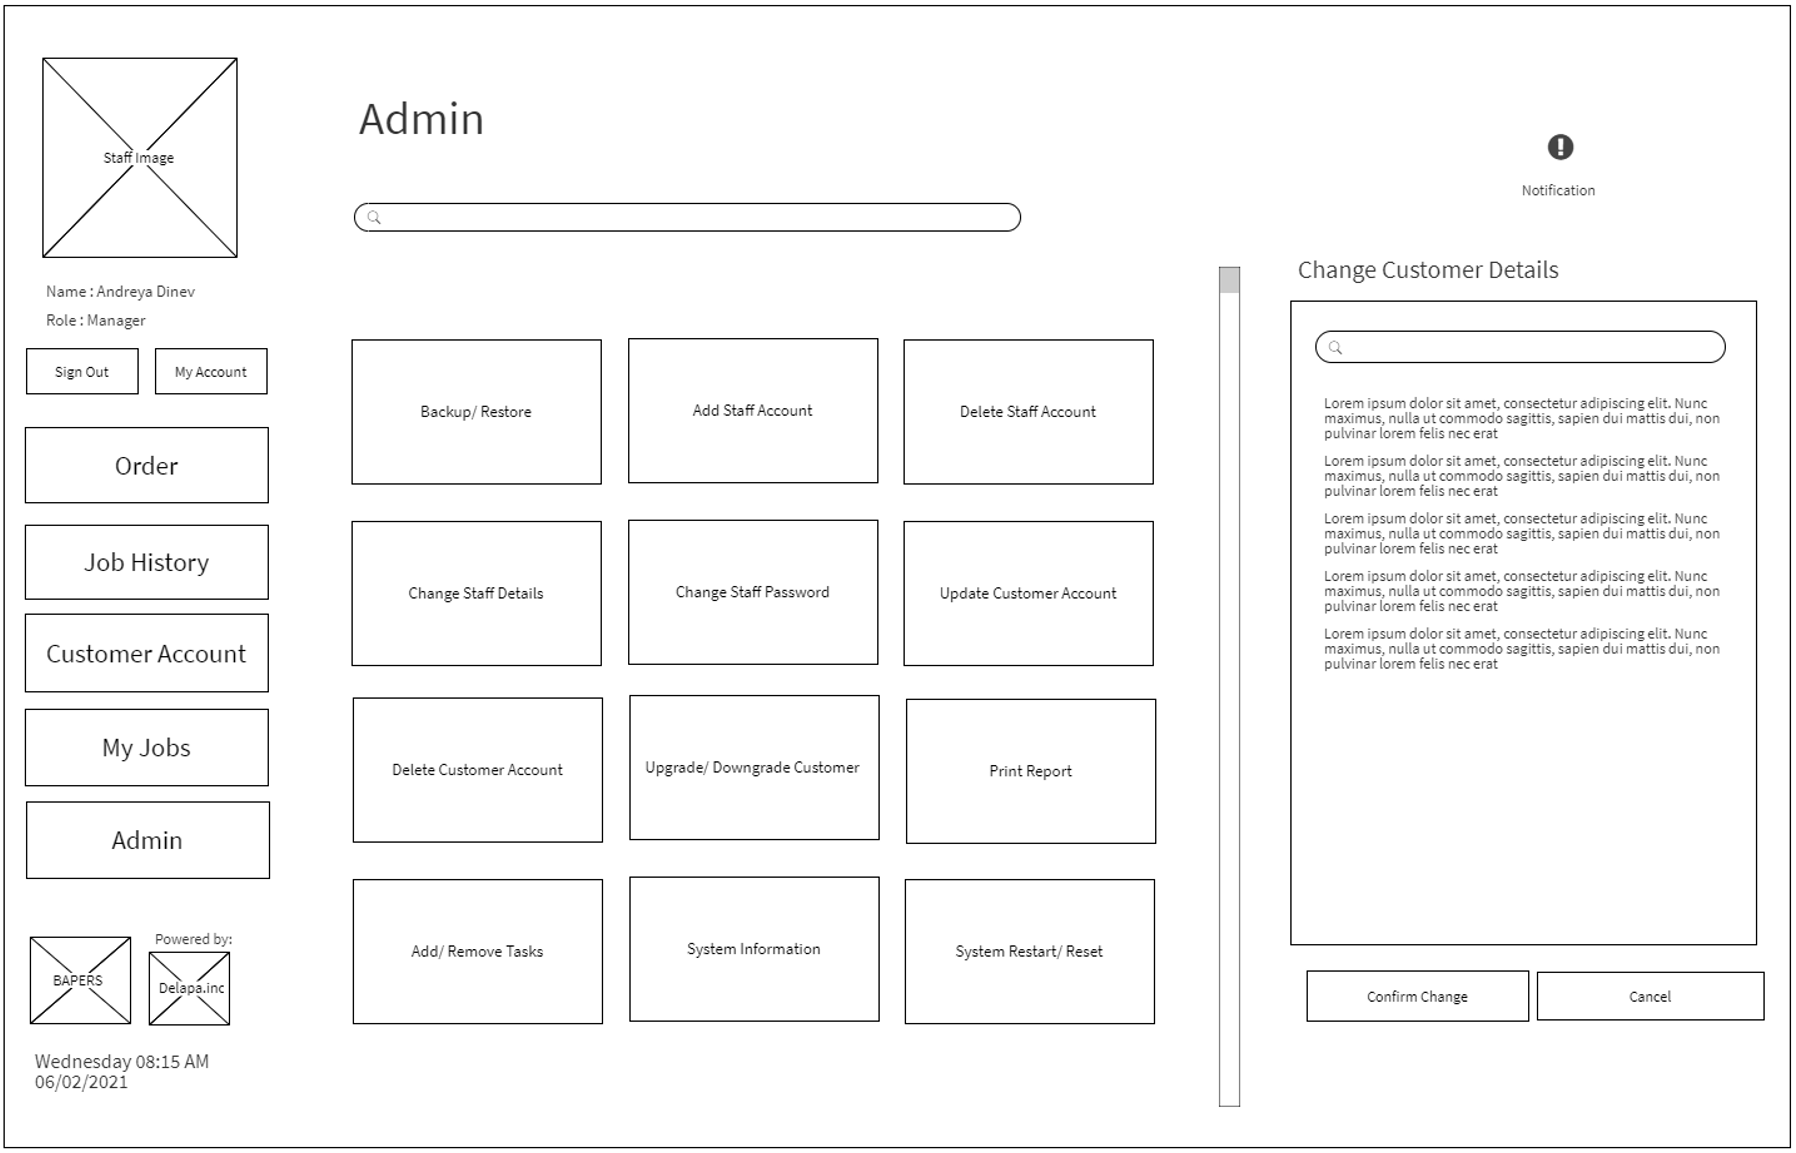 Staff Image
Name : Andreya Dinev
Role : Manager
Sign Out
My Account
Order
Job History
Customer Account
My Jobs
Admin
BAPERS
Powered by:
Delapa.inc
Wednesday 08:15 AM
06/02/2021
Admin
Backup/ Restore
Add Staff Account
Delete Staff Account
Change Staff Details
Change Staff Password
Update Customer Account
Delete Customer Account
Upgrade/ Downgrade Customer
Print Report
Add/ Remove Tasks
System Information
System Restart/ Reset
Notification
Change Customer Details
Lorem ipsum dolor sit amet, consectetur adipiscing elit. Nunc
maximus, nulla ut commodo sagittis, sapien dui mattis dui, non
pulvinar lorem felis nec erat
Lorem ipsum dolor sit amet, consectetur adipiscing elit. Nunc
maximus, nulla ut commodo sagittis, sapien dui mattis dui, non
pulvinar lorem felis nec erat
Lorem ipsum dolor sit amet, consectetur adipiscing elit. Nunc
maximus, nulla ut commodo sagittis, sapien dui mattis dui, non
pulvinar lorem felis nec erat
Lorem ipsum dolor sit amet, consectetur adipiscing elit. Nunc
maximus, nulla ut commodo sagittis, sapien dui mattis dui, non
pulvinar lorem felis nec erat
Lorem ipsum dolor sit amet, consectetur adipiscing elit. Nunc
maximus, nulla ut commodo sagittis, sapien dui mattis dui, non
pulvinar lorem felis nec erat
Confirm Change
Cancel